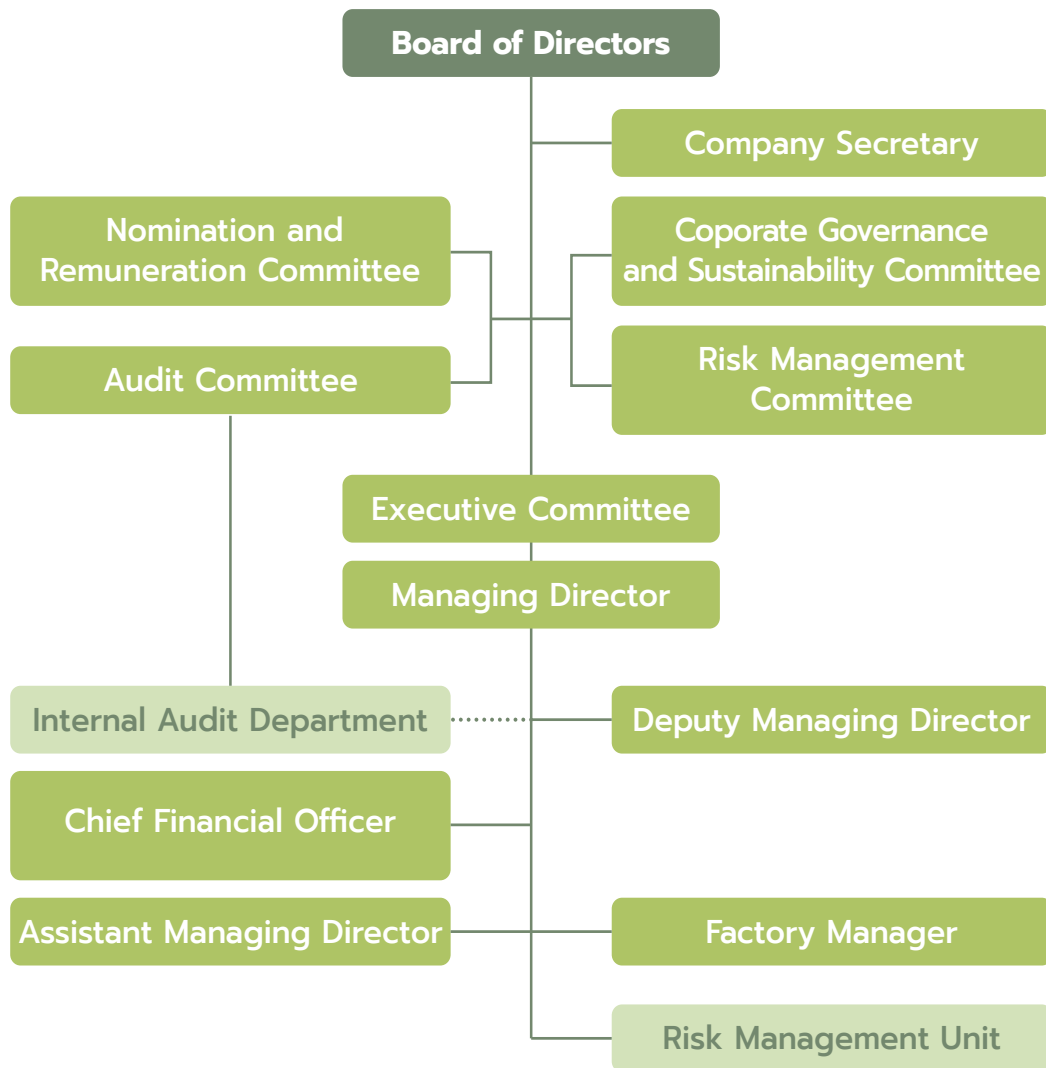 Board of Directors
Company Secretary
Nomination and
Remuneration Committee
Coporate Governance
and Sustainability Committee
Audit Committee
Risk Management
Committee
Executive Committee
Managing Director
Internal Audit Department
Deputy Managing Director
Chief Financial Officer
Assistant Managing Director
Factory Manager
Risk Management Unit